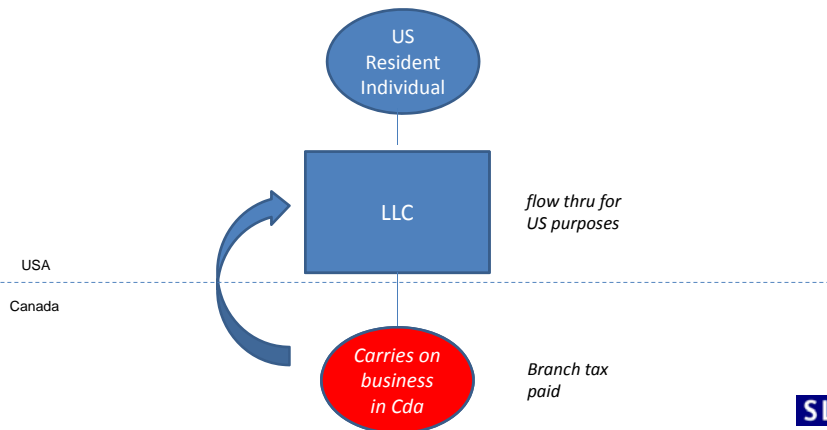 US
Resident
Individual
LLC
flow thru for
US purposes
USA
Canada
Carries on
business
in Cda
Branch tax
paid